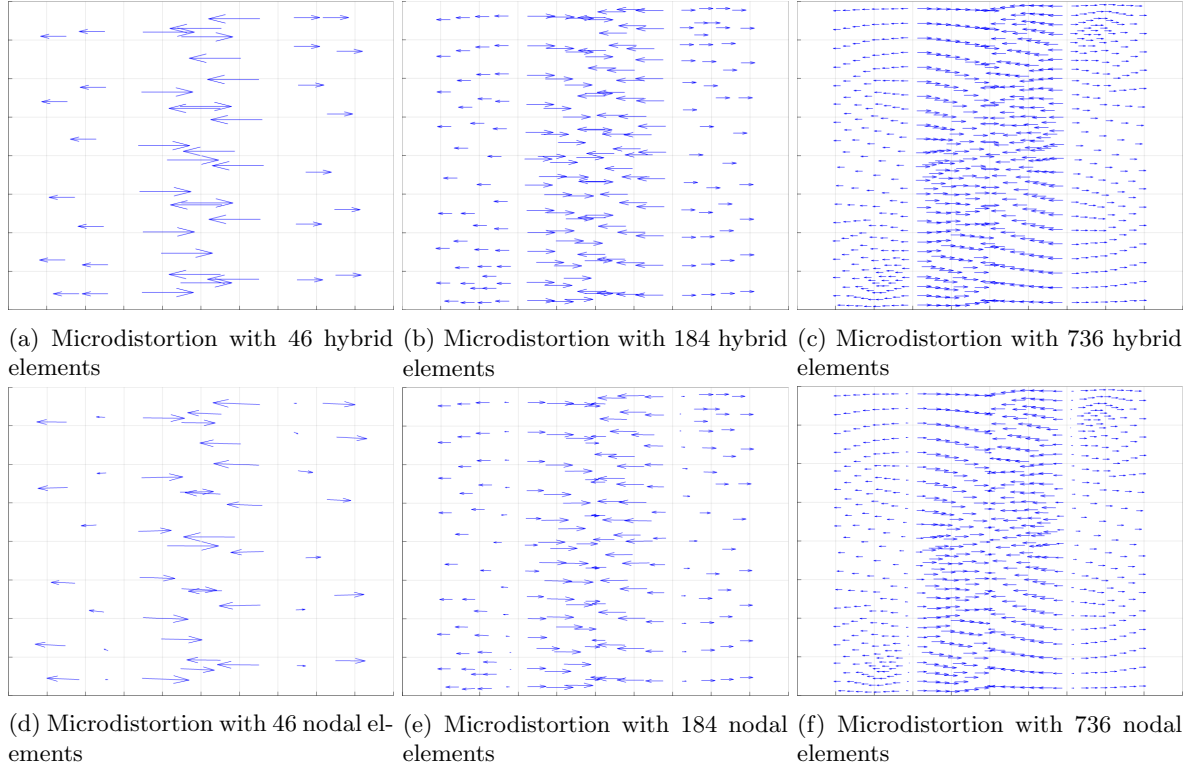 (a) Microdistortion with 46 hybrid elements
(b) Microdistortion with 184 hybrid elements
(c) Microdistortion with 736 hybrid elements
(d) Microdistortion with 46 nodal el-
ements
(e) Microdistortion with 184 nodal elements
(f) Microdistortion with 736 nodal elements